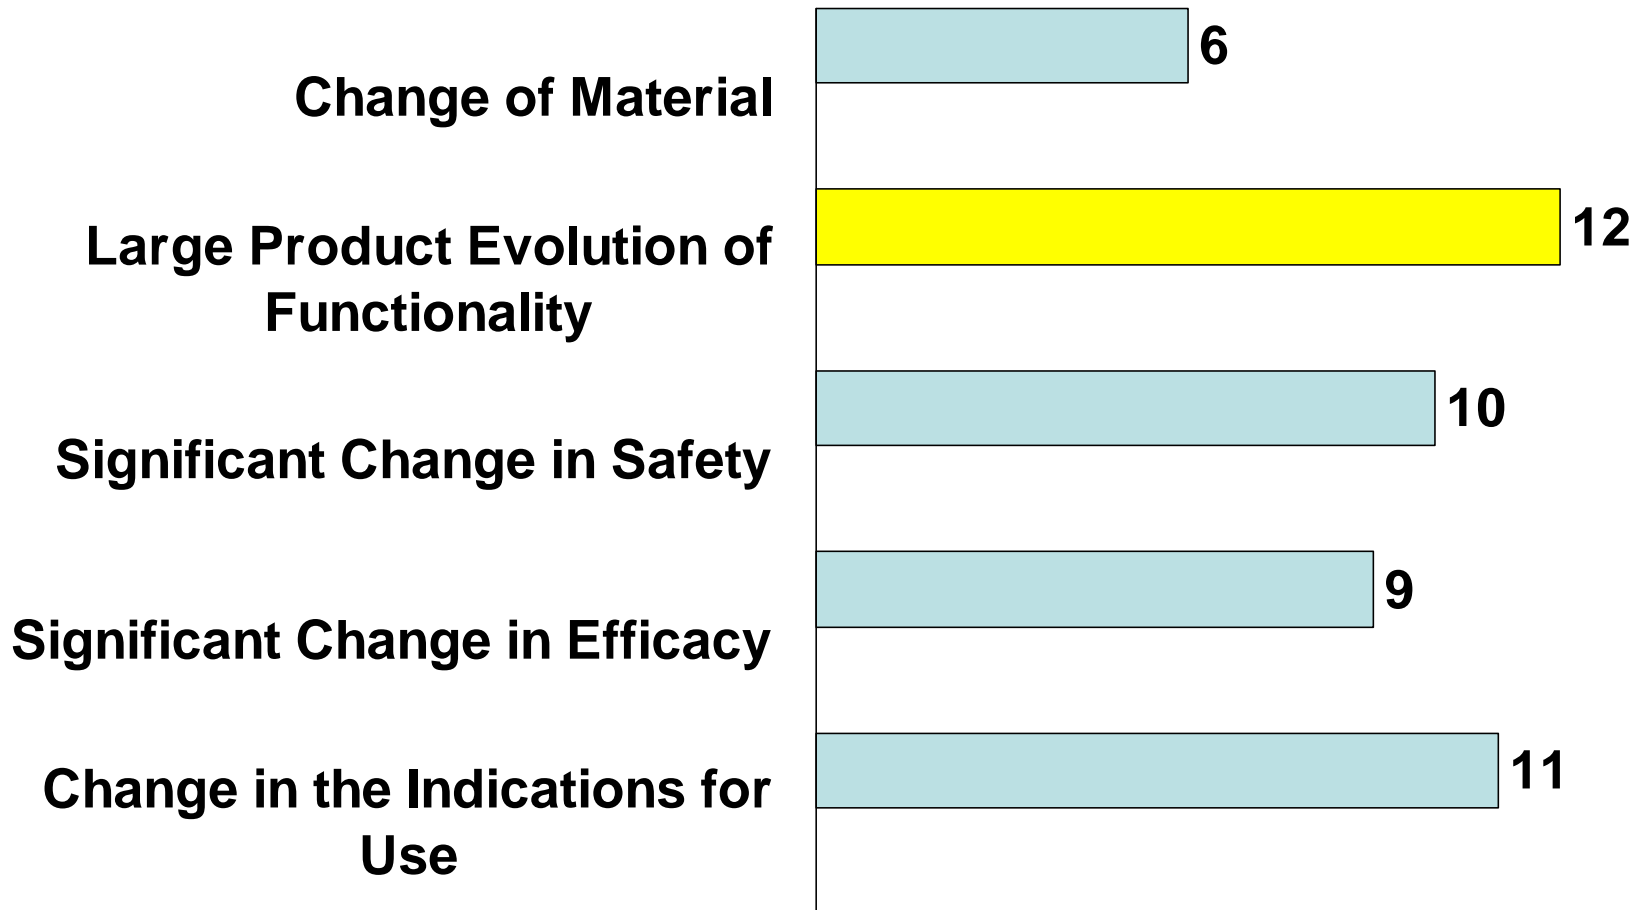 6
Change of Material
12
Large Product Evolution of
Functionality
10
Significant Change in Safety
9
Significant Change in Efficacy
11
Change in the Indications for
Use